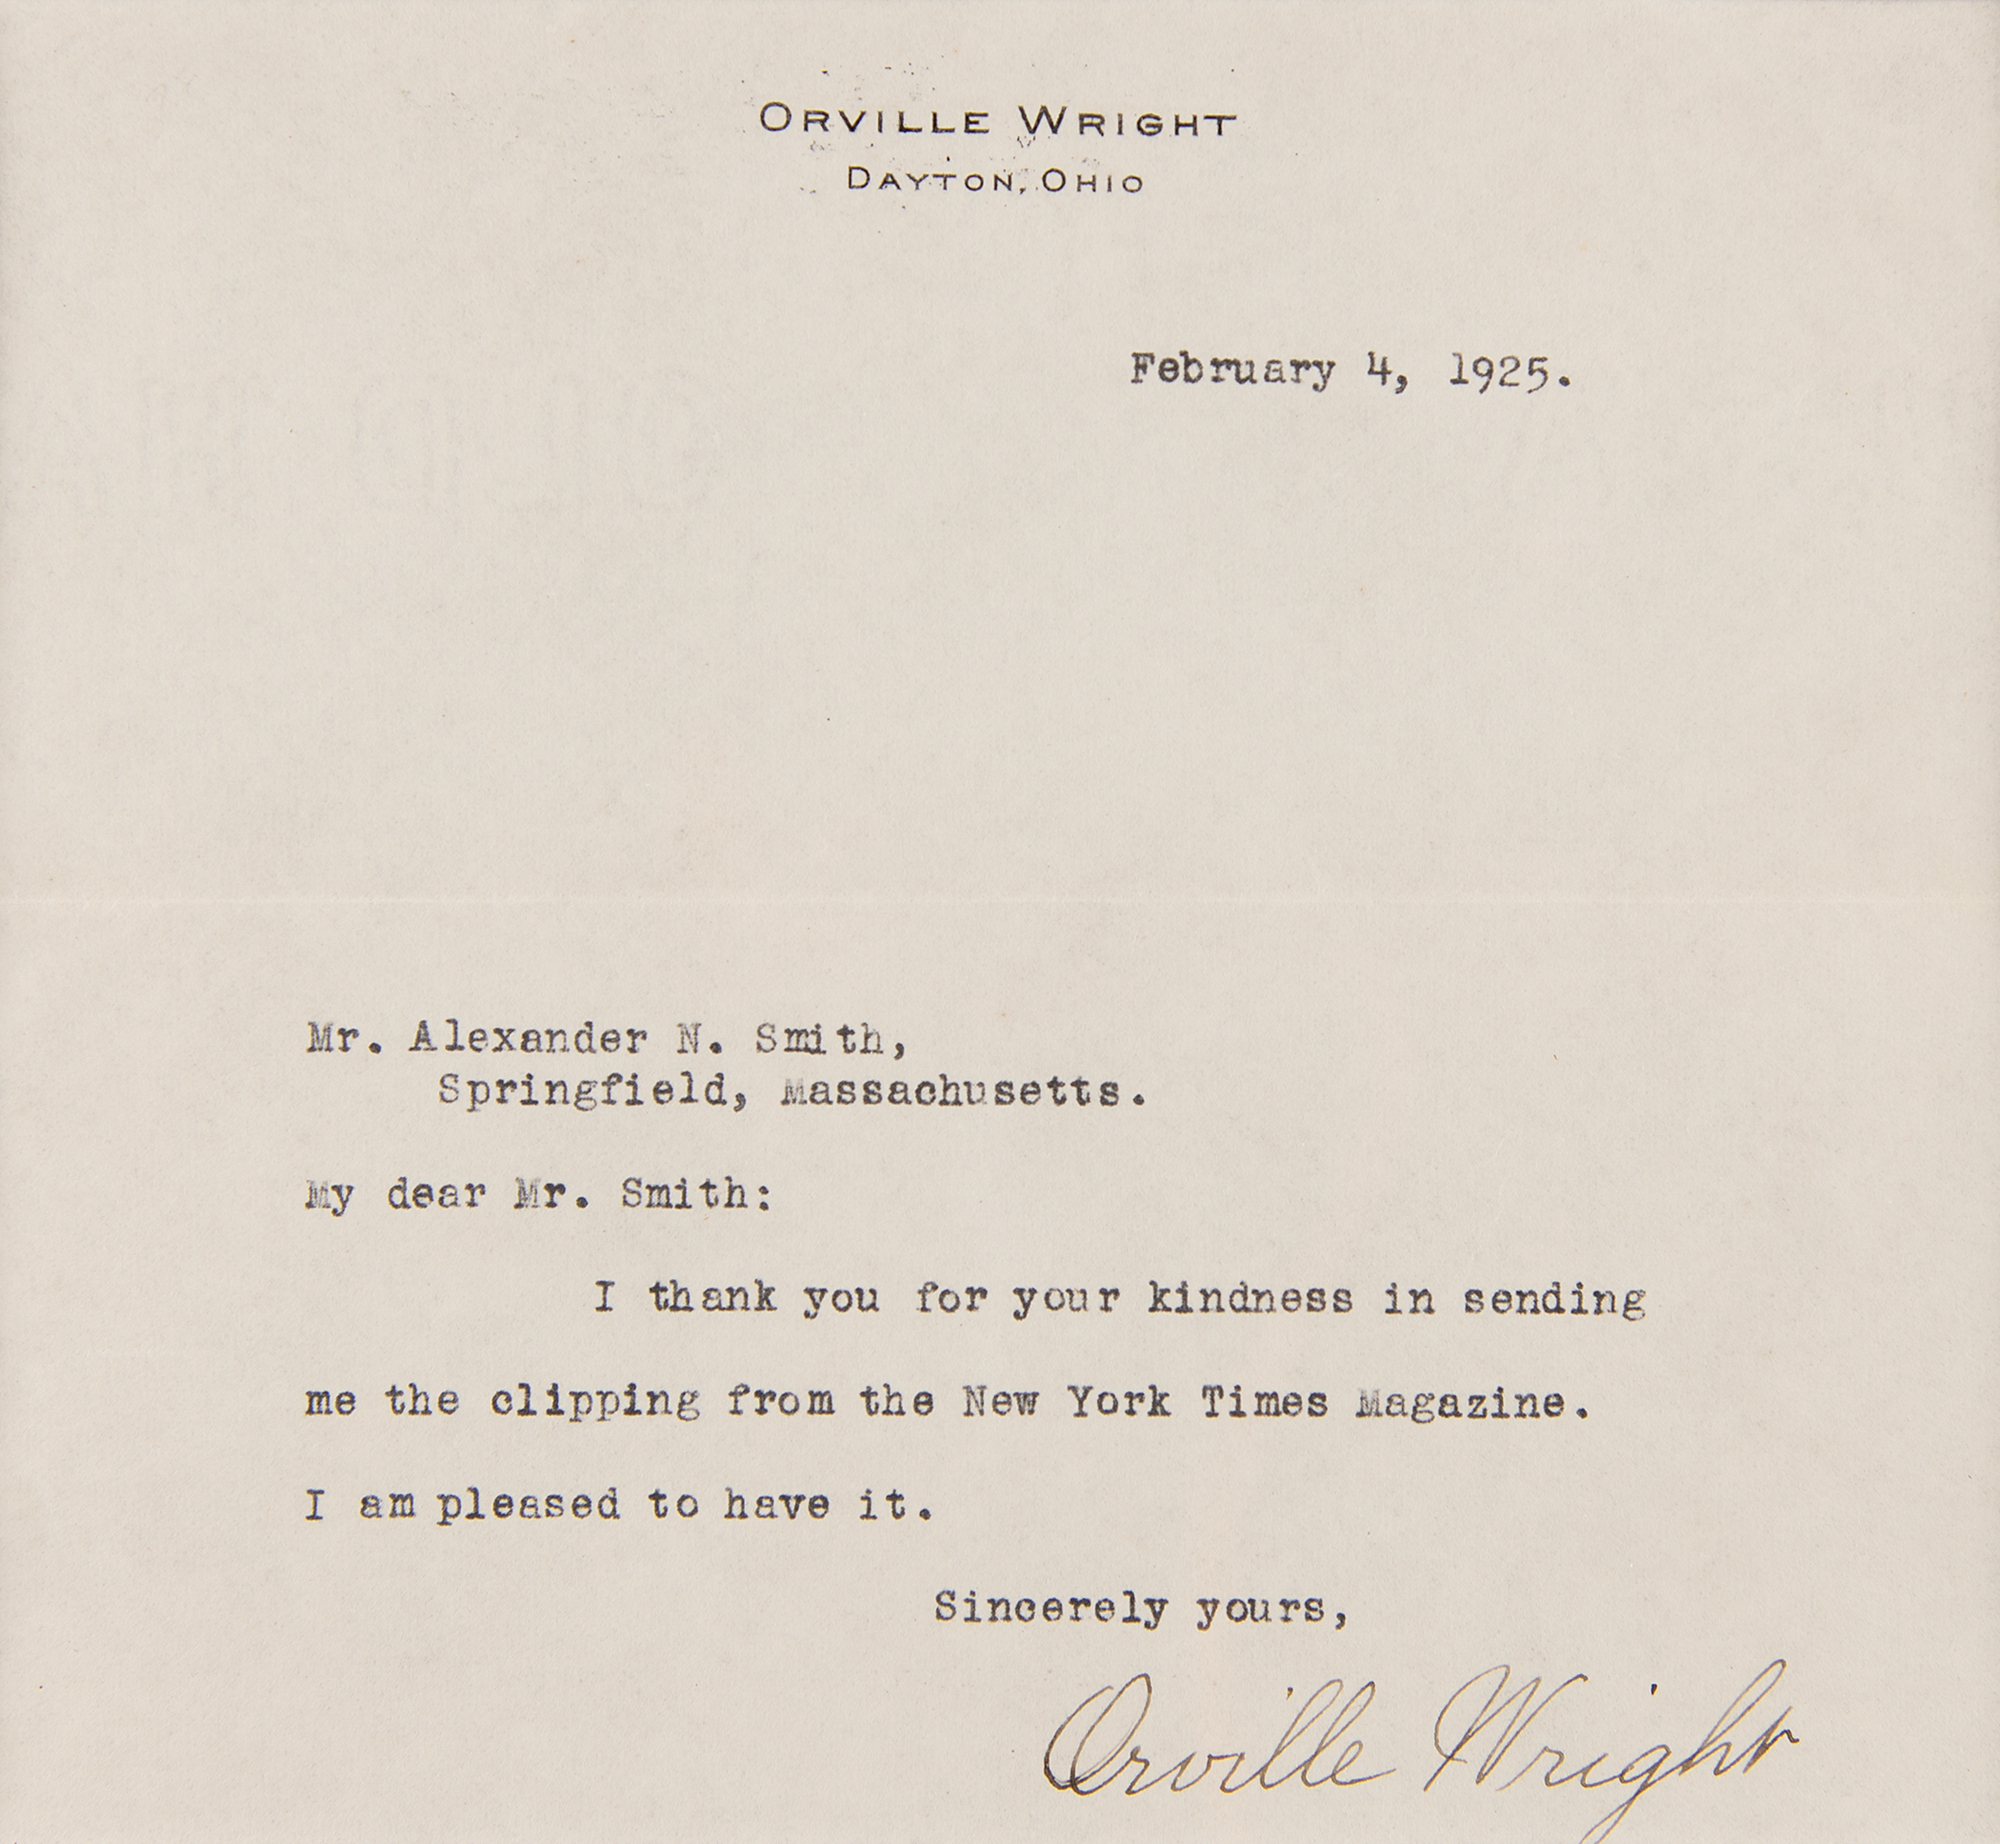 ORVILLE WRIGHT
DAYTON, OHIO
February 4, 1925.
Mr. Alexander N. Smith,
Springfield, Massachusetts.
My dear Mr. Smith:
I thank you for your kindness in sending
me the clipping from the New York Times Magazine.
I am pleased to have it.
Sincerely yours,
Orville Wright